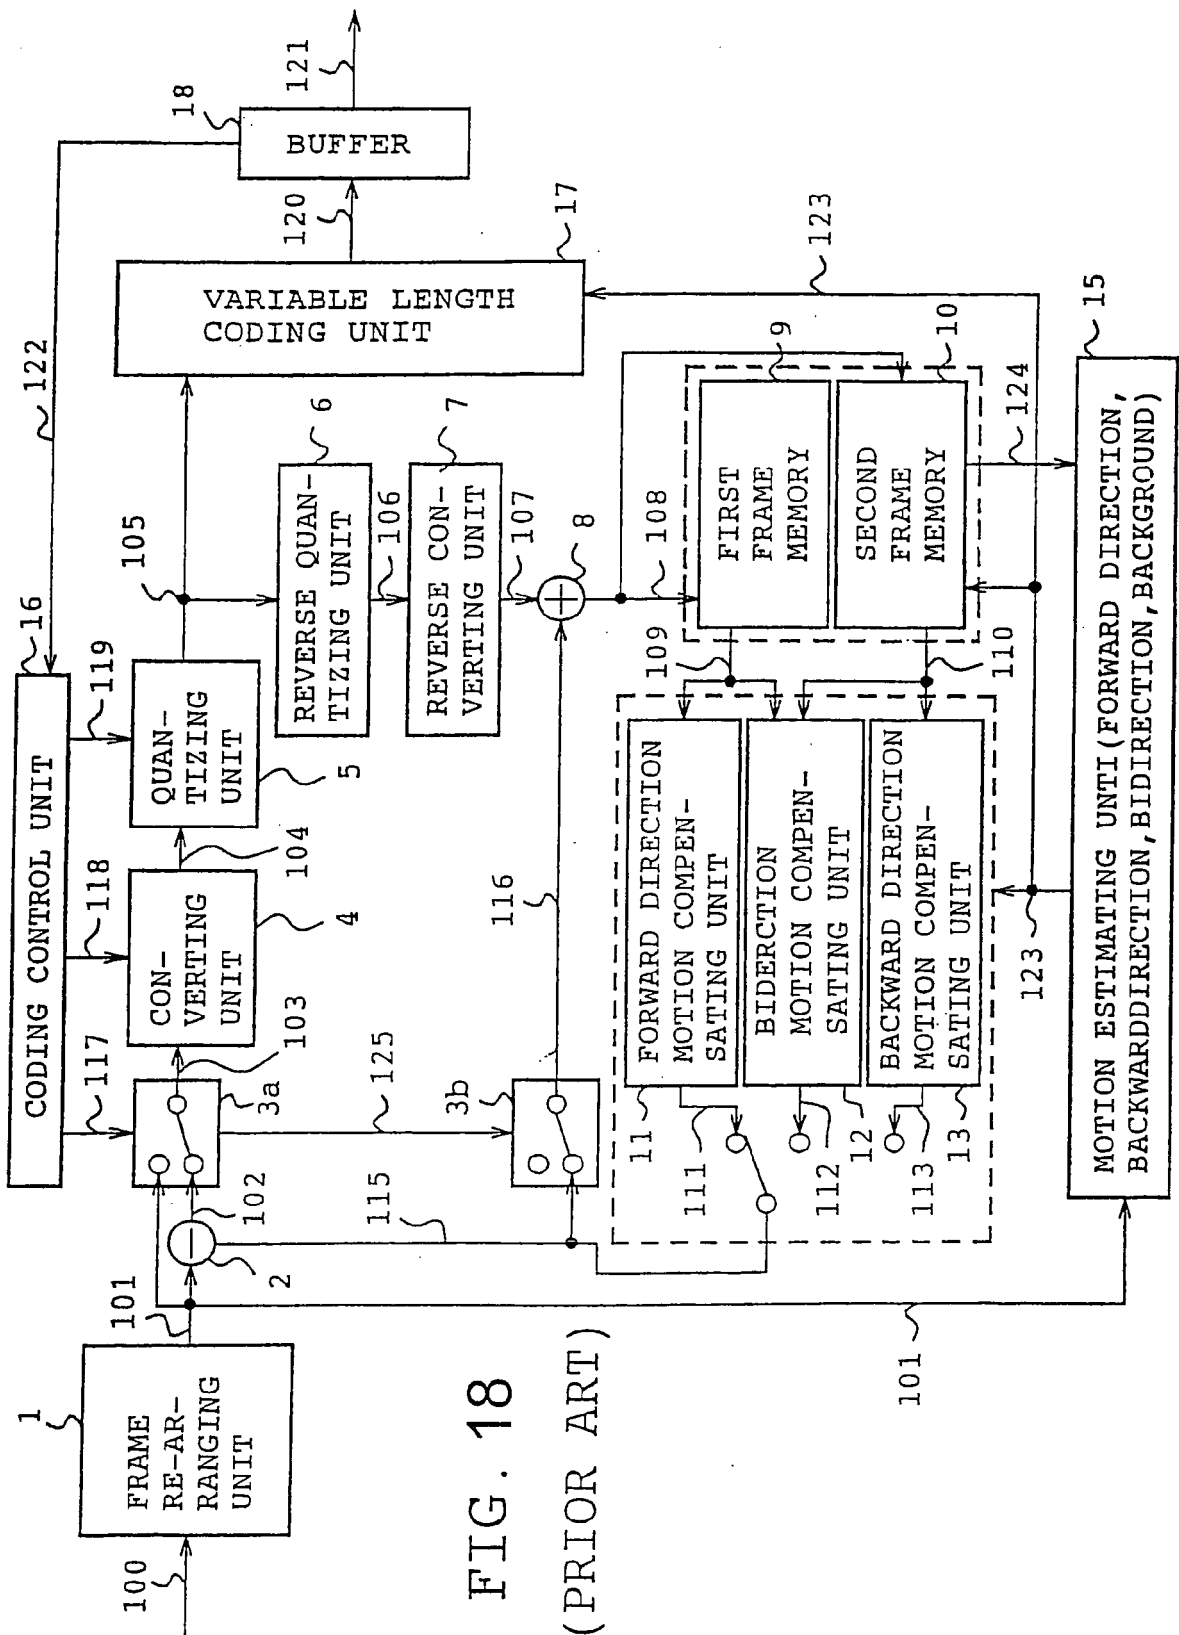 100
1
FRAME
RE-AR-
RANGING
UNIT
101
2
102
115
101
16
CODING CONTROL UNIT
117
118
119
122
3a
103
125
CON-
VERTING
UNIT
4
104
QUAN-
TIZING
UNIT
5
105
REVERSE QUAN-
TIZING UNIT
6
106
REVERSE CON-
VERTING UNIT
7
107
8
108
3b
116
VARIABLE LENGTH
CODING UNIT
17
120
BUFFER
18
121
123
FIRST
FRAME
MEMORY
9
SECOND
FRAME
MEMORY
10
109
110
124
FORWARD DIRECTION
MOTION COMPEN-
SATING UNIT
11
111
BIDERCTION
MOTION COMPEN-
SATING UNIT
12
112
BACKWARD DIRECTION
MOTION COMPEN-
SATING UNIT
13
113
123
15
MOTION ESTIMATING UNTI(FORWARD DIRECTION,
BACKWARDDIRECTION,BIDIRECTION,BACKGROUND)
FIG. 18
(PRIOR ART)